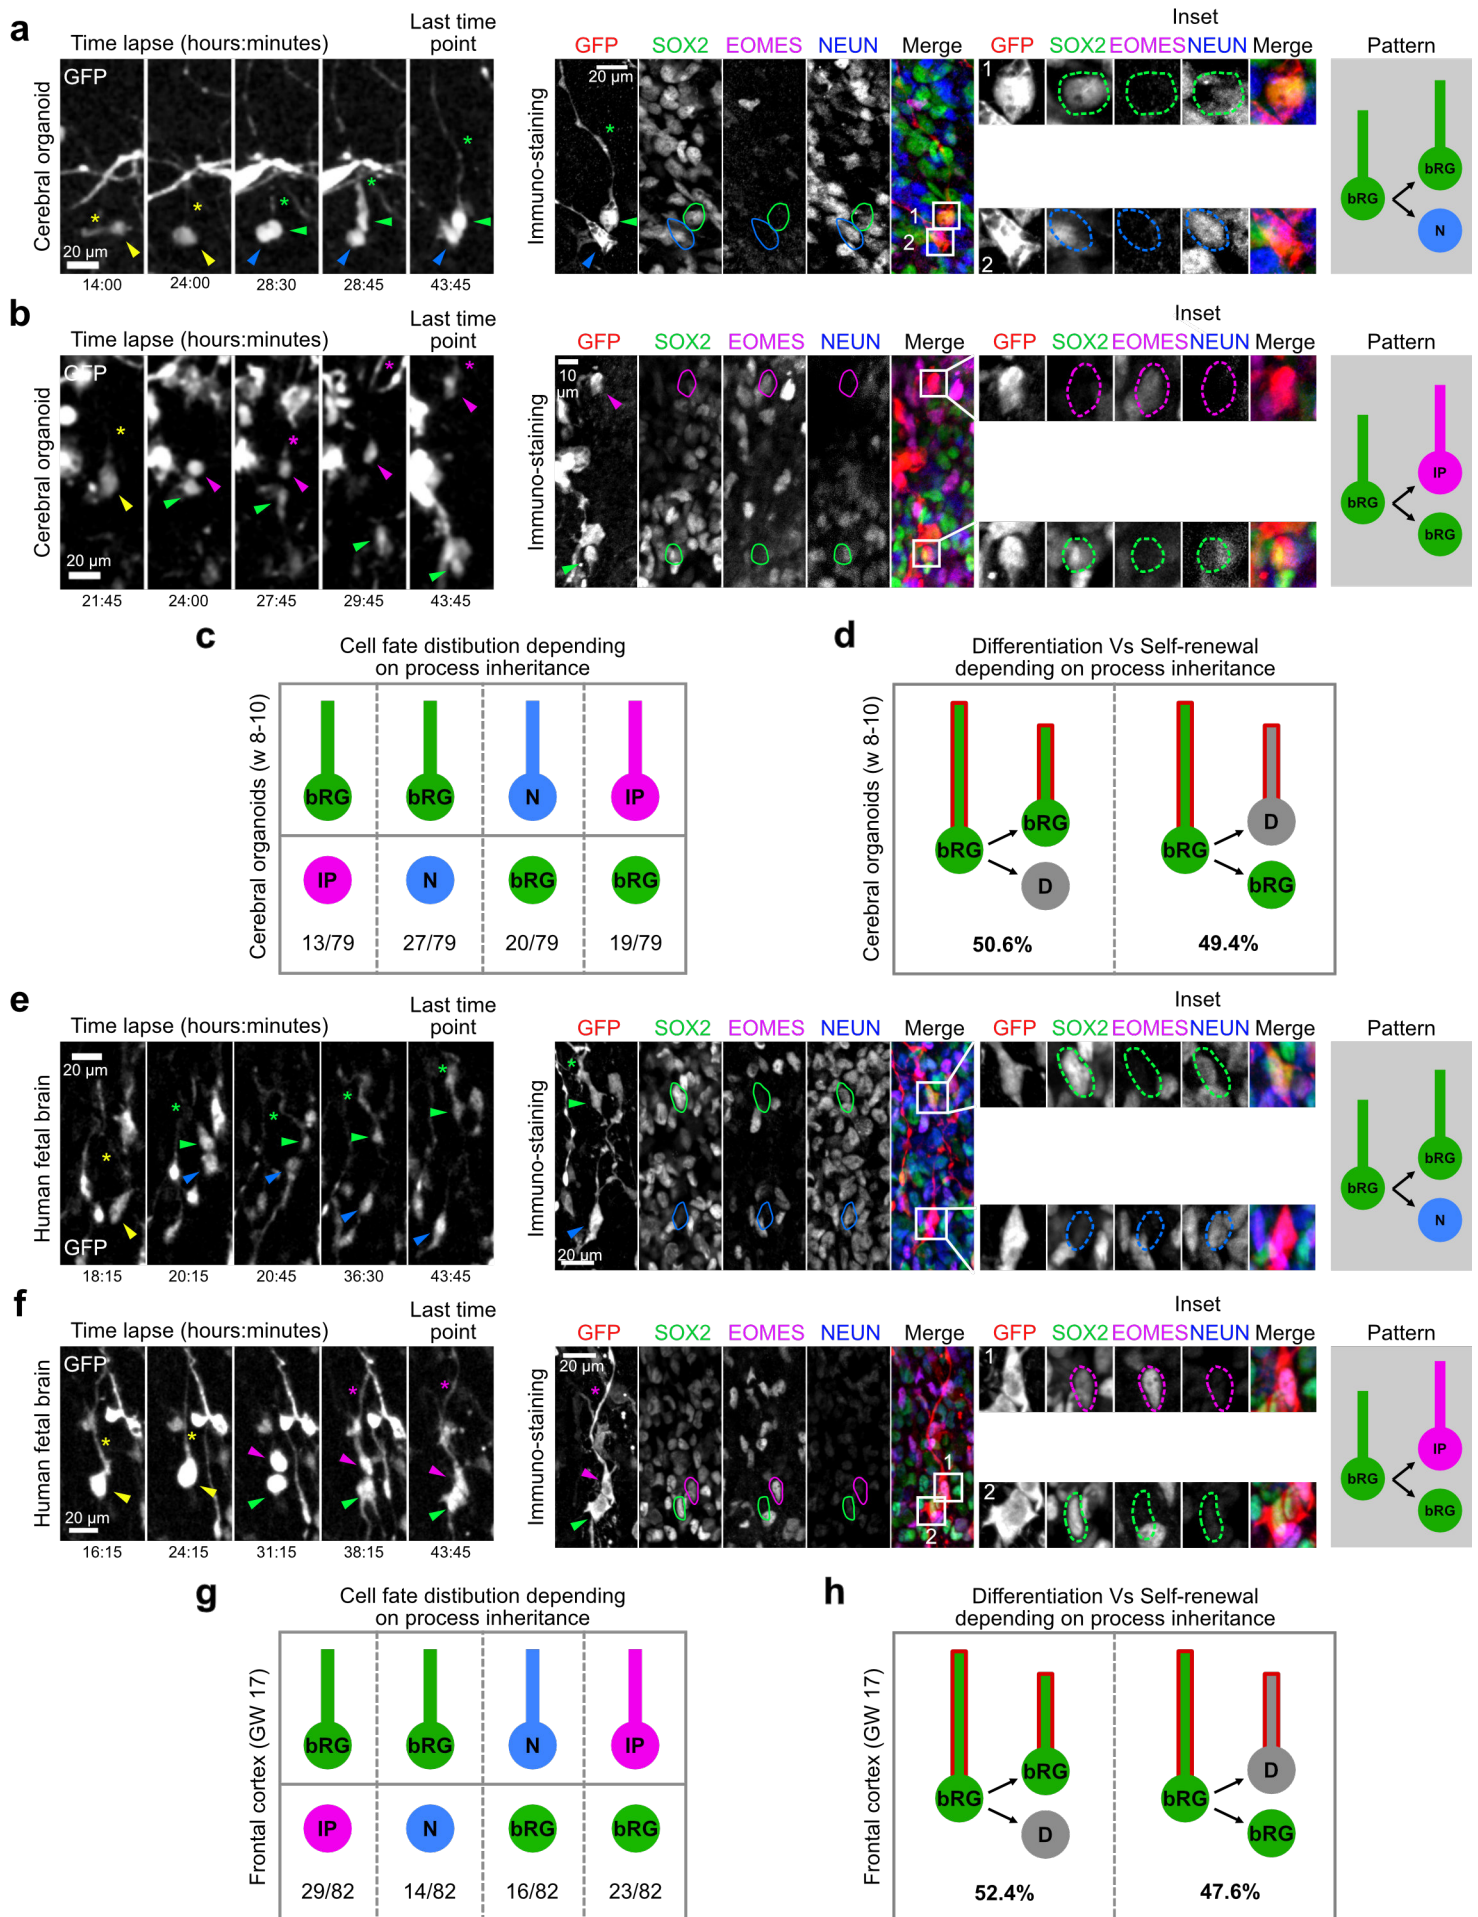 a
Cerebral organoid
Time lapse (hours:minutes)
Last time
point
GFP
20 µm
14:00 24:00 28:30 28:45 43:45
Immuno-staining
GFP SOX2 EOMES NEUN Merge
20 µm
1
2
Inset
GFP SOX2 EOMES NEUN Merge
1
2
Pattern
bRG
bRG
N
b
Cerebral organoid
Time lapse (hours:minutes)
Last time
point
GFP
20 µm
21:45 24:00 27:45 29:45 43:45
Immuno-staining
GFP SOX2 EOMES NEUN Merge
10
µm
Inset
GFP SOX2 EOMES NEUN Merge
Pattern
bRG
IP
bRG
c
Cell fate distibution depending
on process inheritance
Cerebral organoids (w 8-10)
bRG bRG N IP
IP N bRG bRG
13/79 27/79 20/79 19/79
d
Differentiation Vs Self-renewal
depending on process inheritance
Cerebral organoids (w 8-10)
bRG bRG D
bRG D bRG
50.6% 49.4%
e
Human fetal brain
Time lapse (hours:minutes)
Last time
point
20 µm
GFP
18:15 20:15 20:45 36:30 43:45
Immuno-staining
GFP SOX2 EOMES NEUN Merge
20 µm
Inset
GFP SOX2 EOMES NEUN Merge
Pattern
bRG
bRG
N
f
Human fetal brain
Time lapse (hours:minutes)
Last time
point
GFP
20 µm
16:15 24:15 31:15 38:15 43:45
Immuno-staining
GFP SOX2 EOMES NEUN Merge
20 µm
1
2
Inset
GFP SOX2 EOMES NEUN Merge
1
2
Pattern
IP
bRG
bRG
g
Cell fate distibution depending
on process inheritance
Frontal cortex (GW 17)
bRG bRG N IP
IP N bRG bRG
29/82 14/82 16/82 23/82
h
Differentiation Vs Self-renewal
depending on process inheritance
Frontal cortex (GW 17)
bRG bRG D
bRG D bRG
52.4% 47.6%